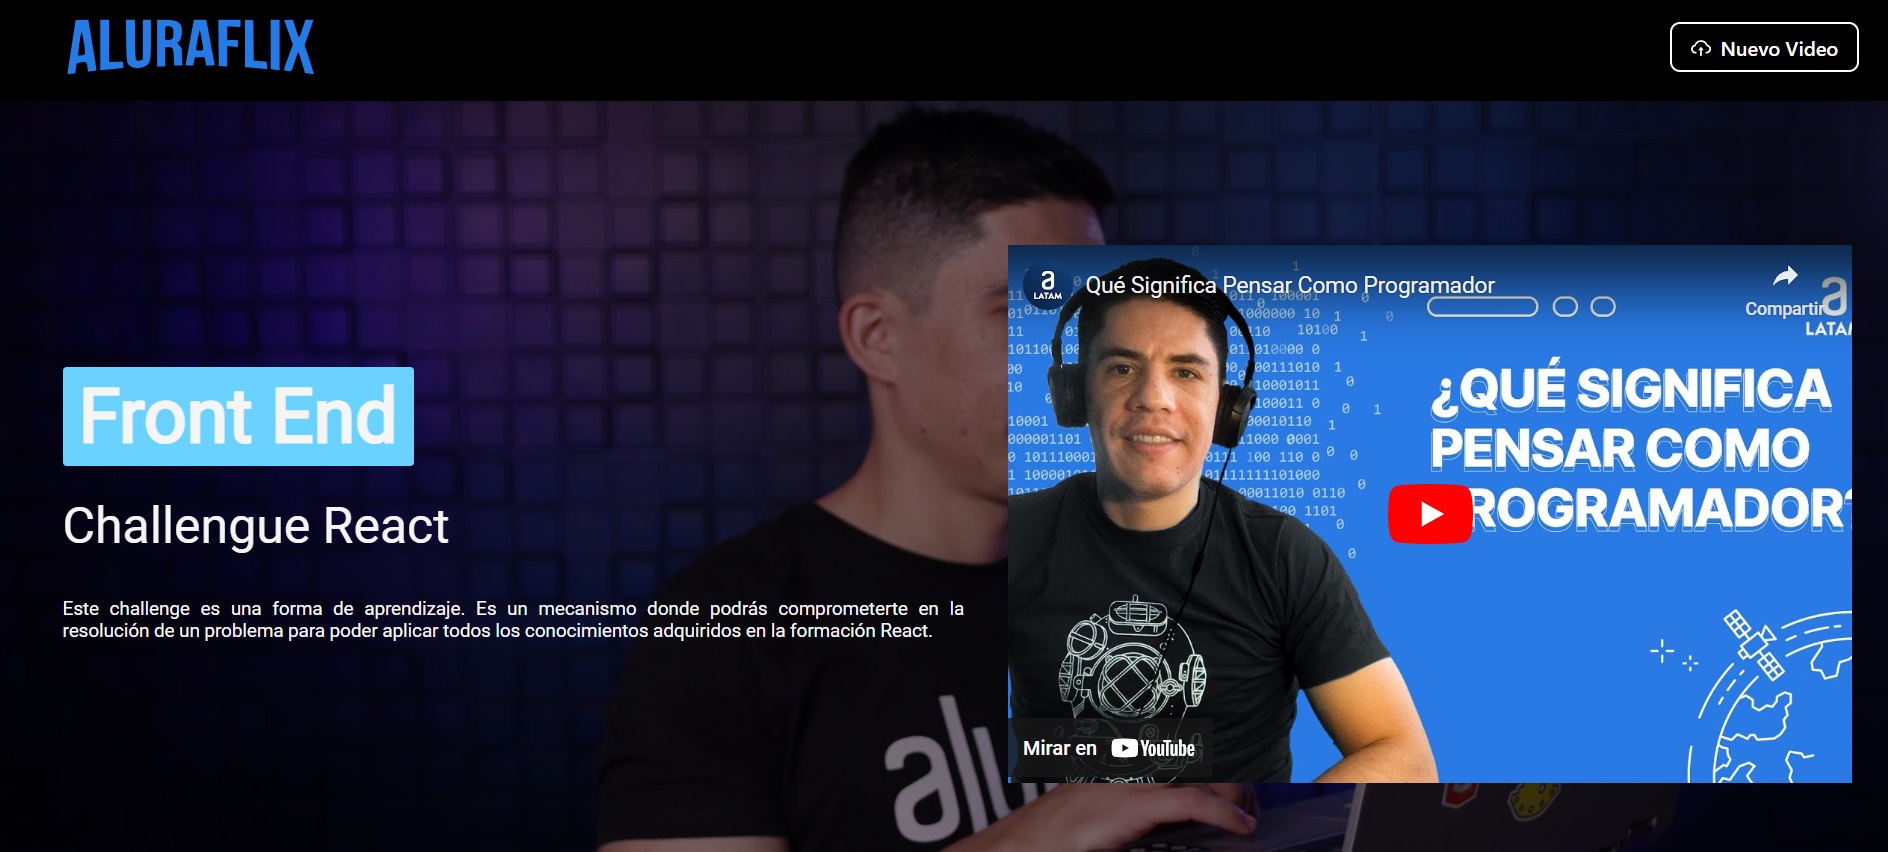 ALURAFLIX
Nuevo Video
Front End
Challengue React
Este challenge es una forma de aprendizaje. Es un mecanismo donde podrás comprometerte en la
resolución de un problema para poder aplicar todos los conocimientos adquiridos en la formación React.
a
LATAM
Qué Significa Pensar Como Programador
Compartir
a
¿QUÉ SIGNIFICA
PENSAR COMO
ROGRAMADOR?
Mirar en YouTube
alu